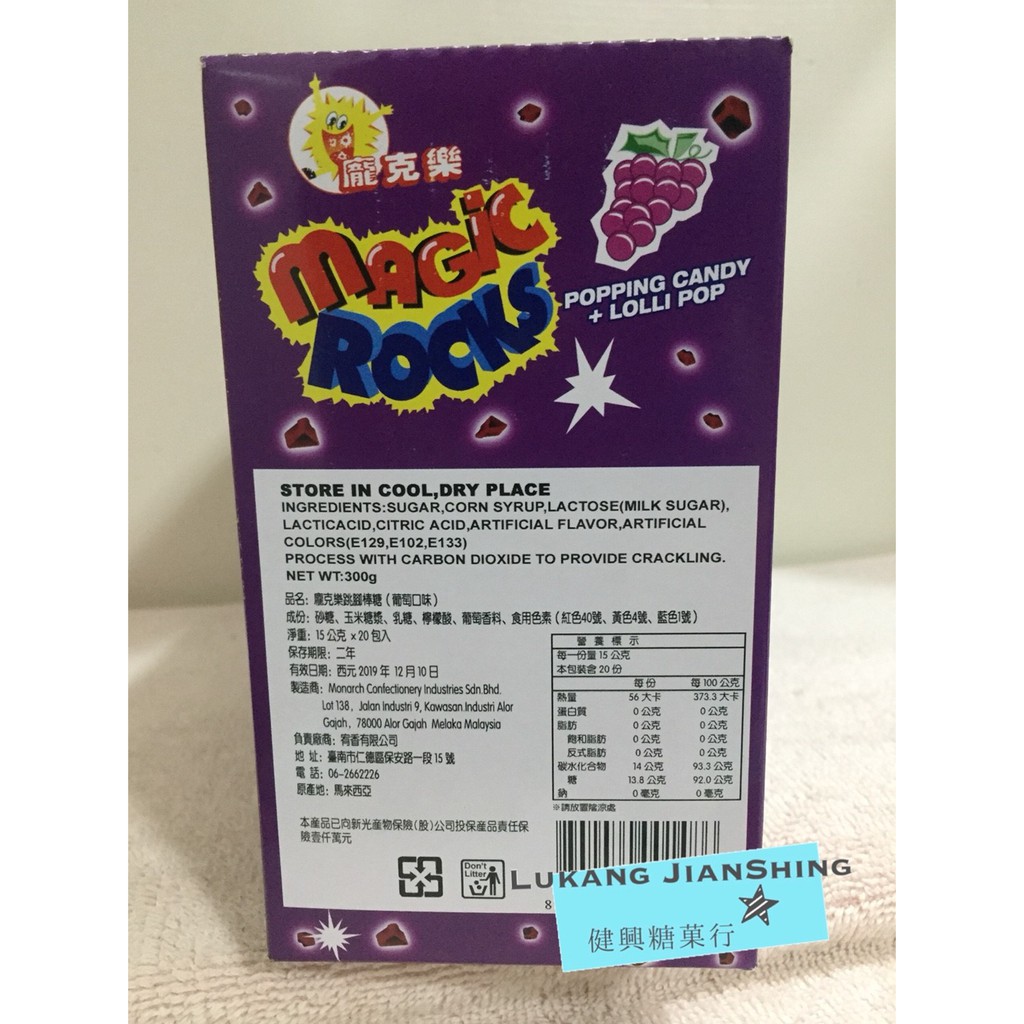 龐克樂
MAGIC
ROCKS
POPPING CANDY
+ LOLLI POP
STORE IN COOL,DRY PLACE
INGREDIENTS:SUGAR,CORN SYRUP,LACTOSE(MILK SUGAR),
LACTICACID,CITRIC ACID,ARTIFICIAL FLAVOR,ARTIFICIAL
COLORS(E129,E102,E133)
PROCESS WITH CARBON DIOXIDE TO PROVIDE CRACKLING.
NET WT:300g
品名：龐克樂跳腳棒糖（葡萄口味）
成份：砂糖、玉米糖漿、乳糖、檸檬酸、葡萄香料、食用色素（紅色40號、黃色4號、藍色1號）
淨重：15公克×20包入
保存期限：二年
有效日期：西元2019年12月10日
製造商：Monarch Confectionery Industries Sdn.Bhd.
Lot 138, Jalan Industri 9, Kawasan.Industri Alor
Gajah, 78000 Alor Gajah Melaka Malaysia
負責廠商：宥香有限公司
地 址：臺南市仁德區保安路一段15號
電 話：06-2662226
原產地：馬來西亞
本產品已向新光產物保險(股)公司投保產品責任保
險壹仟萬元
營養標示
每一份量15公克
本包裝含20份
每份 每100公克
熱量 56大卡 373.3大卡
蛋白質 0公克 0公克
脂肪 0公克 0公克
飽和脂肪 0公克 0公克
反式脂肪 0公克 0公克
碳水化合物 14公克 93.3公克
糖 13.8公克 92.0公克
鈉 0毫克 0毫克
※請放置陰涼處
Don't
Litter
8
LUKANG JIANSHING
健興糖菓行